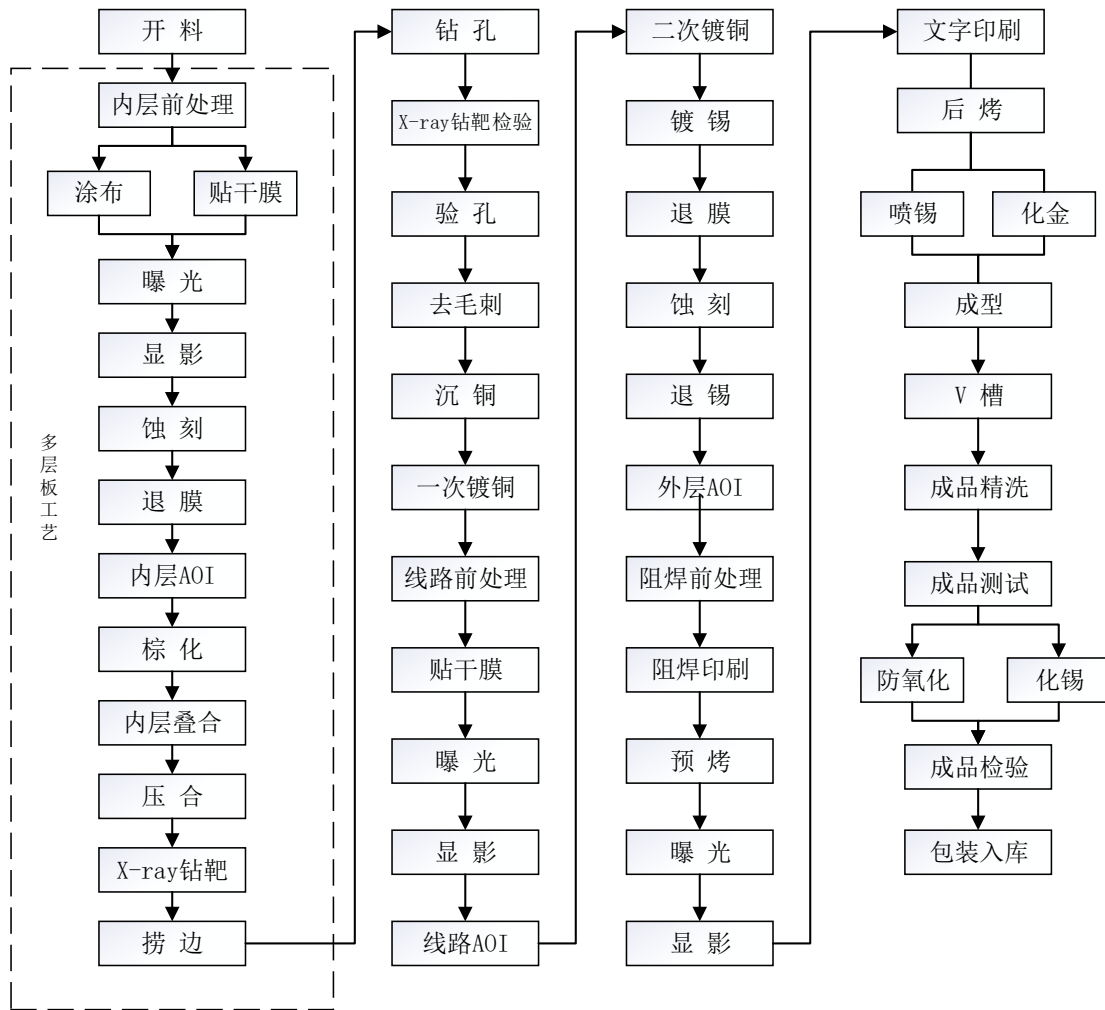 开 料
内层前处理
涂布
贴干膜
曝 光
显 影
蚀 刻
退 膜
内层AOI
棕 化
内层叠合
压 合
X-ray钻靶
捞 边
多层板工艺
钻 孔
X-ray钻靶检验
验 孔
去毛刺
沉 铜
一次镀铜
线路前处理
贴干膜
曝 光
显 影
线路AOI
二次镀铜
镀 锡
退 膜
蚀 刻
退 锡
外层AOI
阻焊前处理
阻焊印刷
预 烤
曝 光
显 影
文字印刷
后 烤
喷锡
化金
成型
V 槽
成品精洗
成品测试
防氧化
化锡
成品检验
包装入库